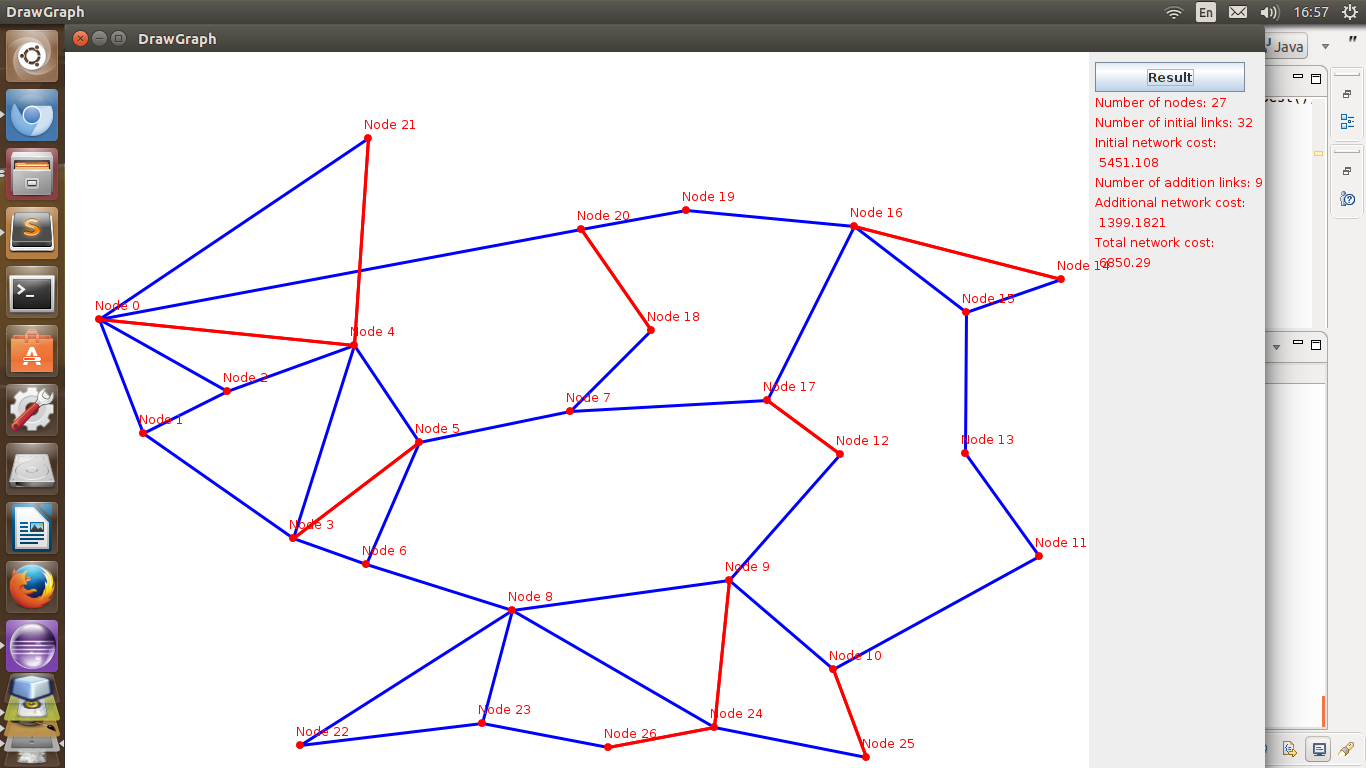 DrawGraph
En
16:57
DrawGraph
Java
"
Result
Number of nodes: 27
Number of initial links: 32
Initial network cost:
5451.108
Number of addition links: 9
Additional network cost:
1399.1821
Total network cost:
6850.29
Node 21
Node 19
Node 20
Node 16
Node 14
Node 15
Node 0
Node 18
Node 4
Node 2
Node 17
Node 7
Node 1
Node 5
Node 12
Node 13
Node 3
Node 6
Node 11
Node 9
Node 8
Node 10
Node 23
Node 24
Node 22
Node 26
Node 25